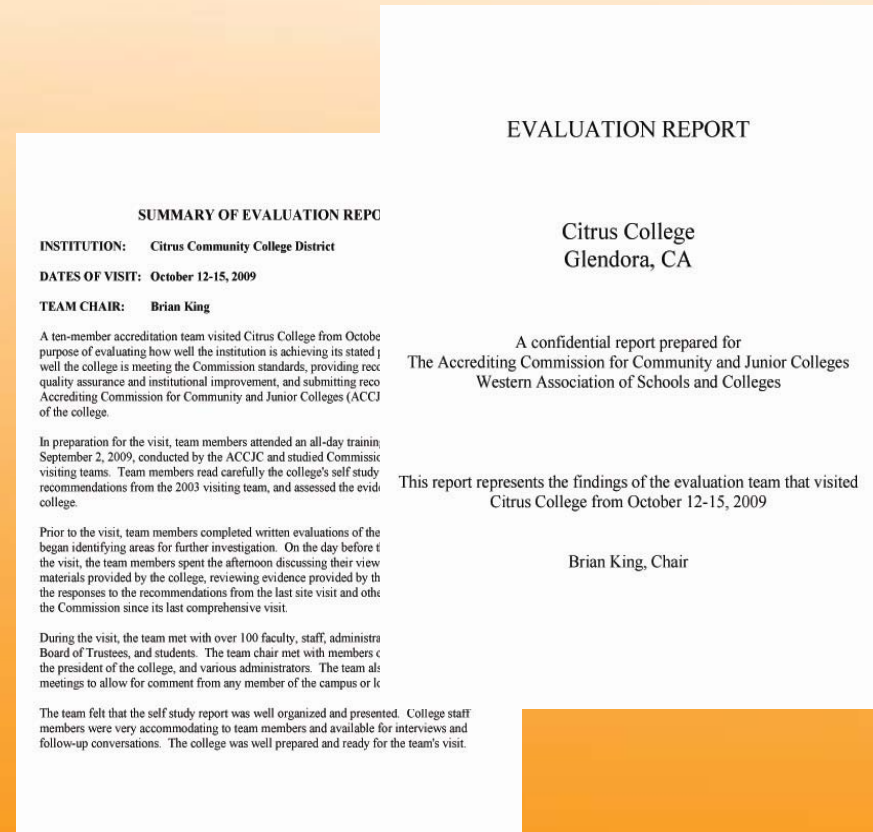 SUMMARY OF EVALUATION REPO
INSTITUTION: Citrus Community College District
DATES OF VISIT: October 12-15, 2009
TEAM CHAIR: Brian King
A ten-member accreditation team visited Citrus College from Octobe
purpose of evaluating how well the institution is achieving its stated
well the college is meeting the Commission standards, providing reco
quality assurance and institutional improvement, and submitting reco
Accrediting Commission for Community and Junior Colleges (ACCJ
of the college.
In preparation for the visit, team members attended an all-day training
September 2, 2009, conducted by the ACCJC and studied Commissio
visiting teams. Team members read carefully the college's self study
recommendations from the 2003 visiting team, and assessed the evide
college.
Prior to the visit, team members completed written evaluations of the
began identifying areas for further investigation. On the day before t
the visit, the team members spent the afternoon discussing their view
materials provided by the college, reviewing evidence provided by th
the responses to the recommendations from the last site visit and othe
the Commission since its last comprehensive visit.
During the visit, the team met with over 100 faculty, staff, administra
Board of Trustees, and students. The team chair met with members o
the president of the college, and various administrators. The team als
meetings to allow for comment from any member of the campus or lo
The team felt that the self study report was well organized and presented. College staff
members were very accommodating to team members and available for interviews and
follow-up conversations. The college was well prepared and ready for the team's visit.
EVALUATION REPORT
Citrus College
Glendora, CA
A confidential report prepared for
The Accrediting Commission for Community and Junior Colleges
Western Association of Schools and Colleges
This report represents the findings of the evaluation team that visited
Citrus College from October 12-15, 2009
Brian King, Chair